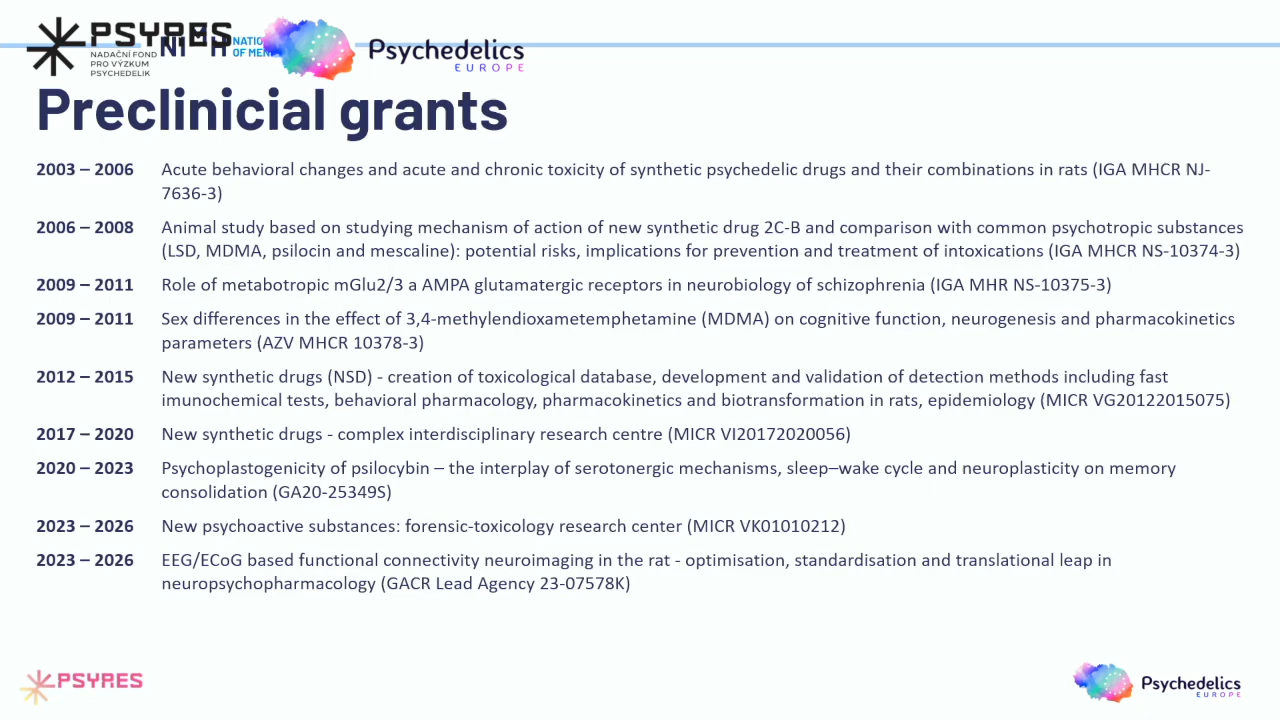 PSYRES
NADAČNÍ FOND
PRO VÝZKUM
PSYCHEDELIK
Psychedelics
EUROPE
Preclinicial grants
2003 – 2006 Acute behavioral changes and acute and chronic toxicity of synthetic psychedelic drugs and their combinations in rats (IGA MHCR NJ-
7636-3)
2006 – 2008 Animal study based on studying mechanism of action of new synthetic drug 2C-B and comparison with common psychotropic substances
(LSD, MDMA, psilocin and mescaline): potential risks, implications for prevention and treatment of intoxications (IGA MHCR NS-10374-3)
2009 – 2011 Role of metabotropic mGlu2/3 a AMPA glutamatergic receptors in neurobiology of schizophrenia (IGA MHR NS-10375-3)
2009 – 2011 Sex differences in the effect of 3,4-methylendioxametemphetamine (MDMA) on cognitive function, neurogenesis and pharmacokinetics
parameters (AZV MHCR 10378-3)
2012 – 2015 New synthetic drugs (NSD) - creation of toxicological database, development and validation of detection methods including fast
imunochemical tests, behavioral pharmacology, pharmacokinetics and biotransformation in rats, epidemiology (MICR VG20122015075)
2017 – 2020 New synthetic drugs - complex interdisciplinary research centre (MICR VI20172020056)
2020 – 2023 Psychoplastogenicity of psilocybin – the interplay of serotonergic mechanisms, sleep–wake cycle and neuroplasticity on memory
consolidation (GA20-25349S)
2023 – 2026 New psychoactive substances: forensic-toxicology research center (MICR VK01010212)
2023 – 2026 EEG/ECoG based functional connectivity neuroimaging in the rat - optimisation, standardisation and translational leap in
neuropsychopharmacology (GACR Lead Agency 23-07578K)
PSYRES
Psychedelics
EUROPE